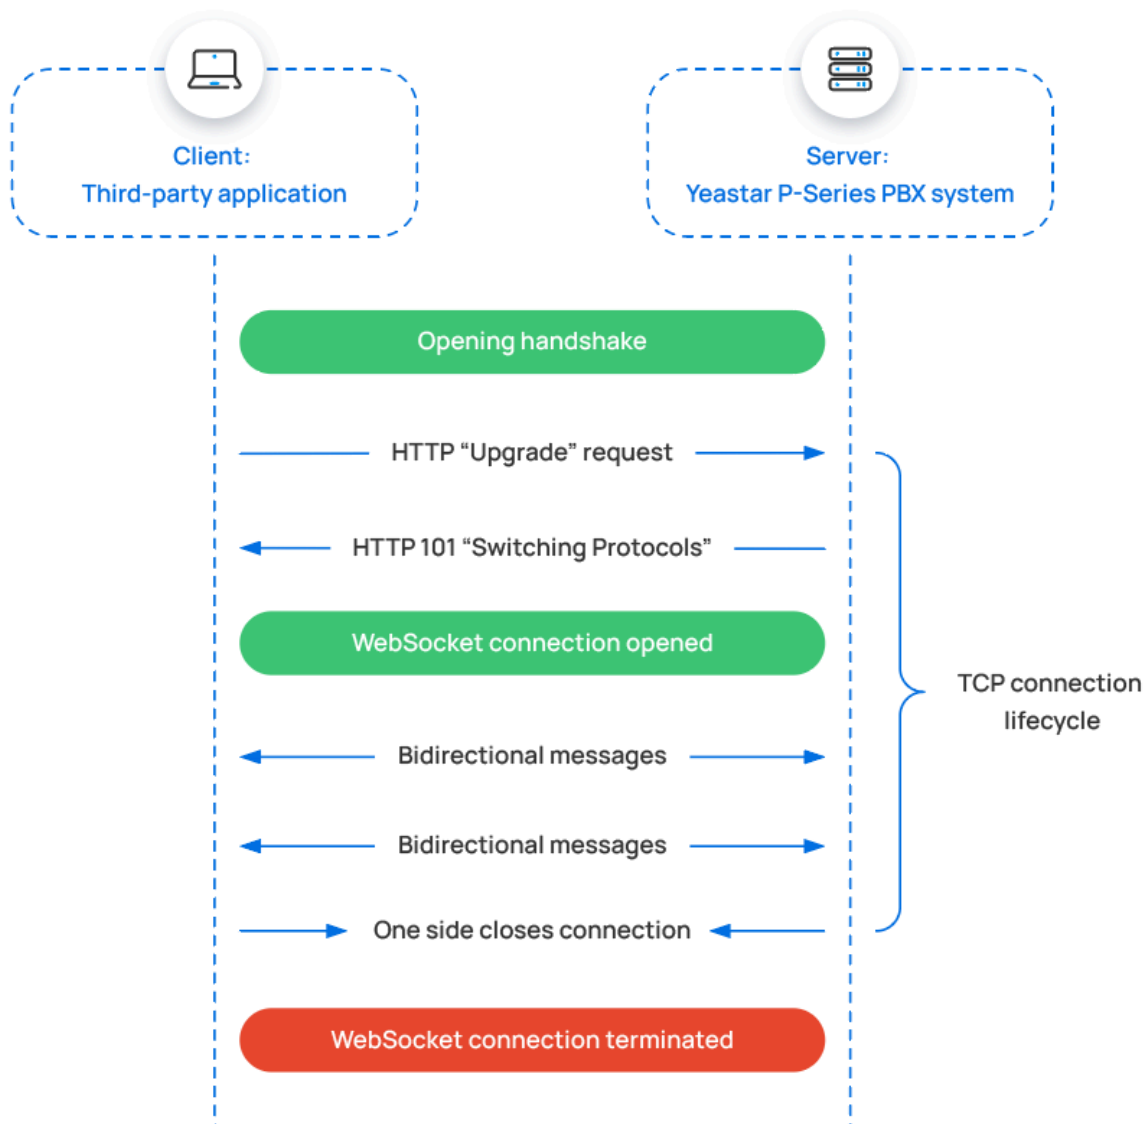 Client:
Third-party application
Server:
Yeastar P-Series PBX system
Opening handshake
HTTP “Upgrade” request
HTTP 101 “Switching Protocols”
WebSocket connection opened
TCP connection
lifecycle
Bidirectional messages
Bidirectional messages
One side closes connection
WebSocket connection terminated